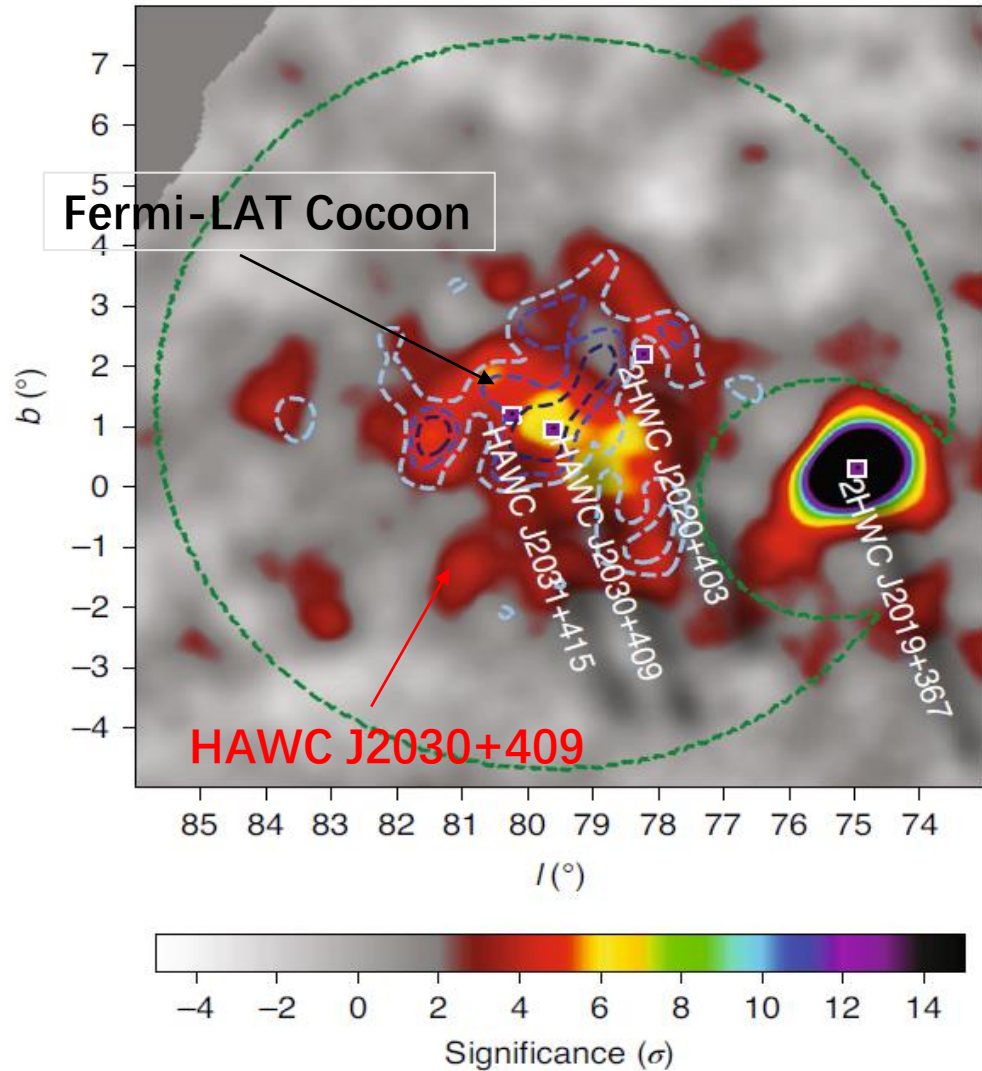 7
6
5
Fermi-LAT Cocoon
4
3
2
1
0
−1
−2
−3
−4
b (°)
HAWC J2031+415
HAWC J2030+409
2HWC J2020+403
2HWC J2019+367
HAWC J2030+409
85 84 83 82 81 80 79 78 77 76 75 74
l (°)
−4 −2 0 2 4 6 8 10 12 14
Significance (σ)